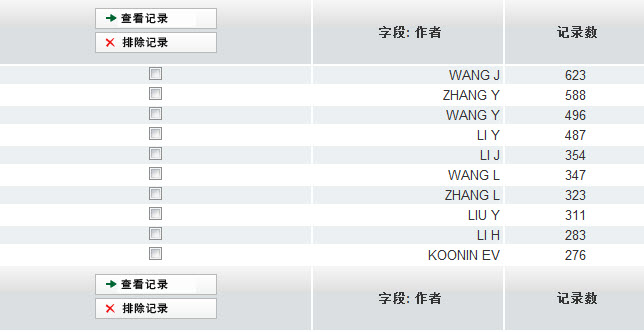 查看记录
排除记录
字段: 作者 记录数
WANG J 623
ZHANG Y 588
WANG Y 496
LI Y 487
LI J 354
WANG L 347
ZHANG L 323
LIU Y 311
LI H 283
KOONIN EV 276
查看记录
排除记录
字段: 作者 记录数